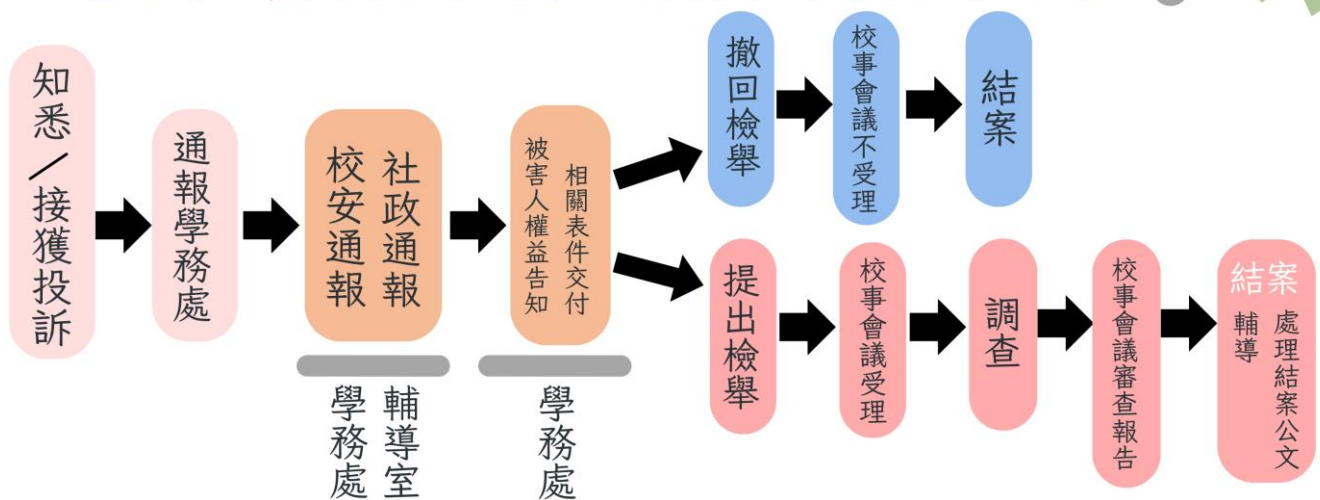 知悉/接獲投訴
通報學務處
社政通報
校安通報
輔導室
學務處
相關表件交付
被害人權益告知
學務處
撤回檢舉
校事會議不受理
結案
提出檢舉
校事會議受理
調查
校事會議審查報告
結案
處理結案公文
輔導